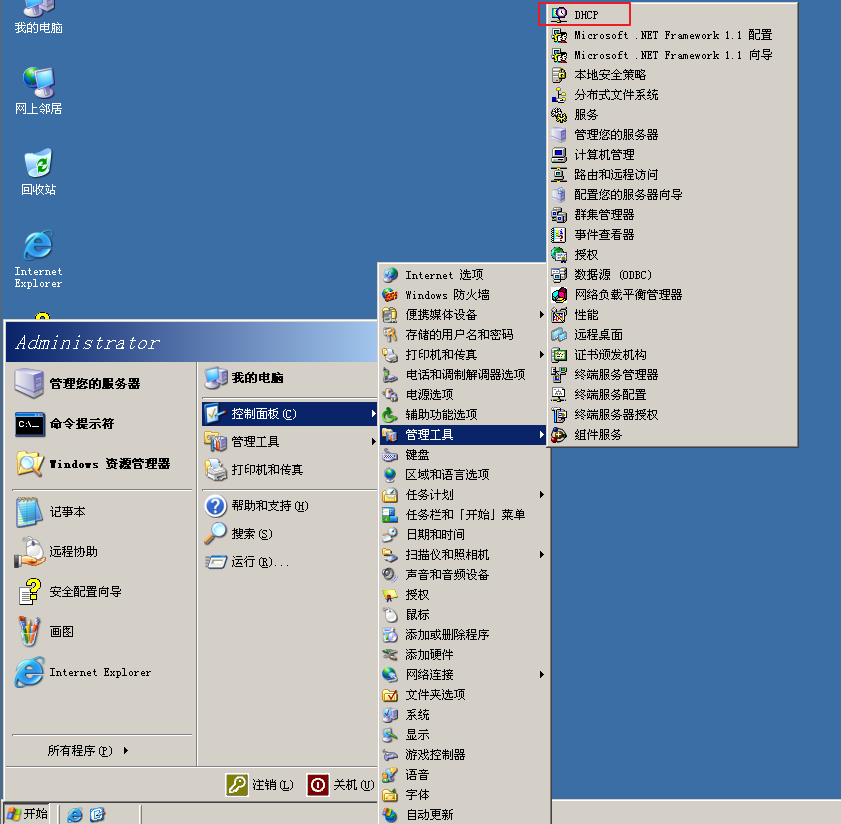 我的电脑
网上邻居
回收站
Internet
Explorer
Administrator
管理您的服务器
命令提示符
Windows 资源管理器
记事本
远程协助
安全配置向导
画图
Internet Explorer
所有程序(P)
我的电脑
控制面板(C)
管理工具
打印机和传真
帮助和支持(H)
搜索(S)
运行(R)...
注销(L)
关机(U)
开始
Internet 选项
Windows 防火墙
便携媒体设备
存储的用户名和密码
打印机和传真
电话和调制解调器选项
电源选项
辅助功能选项
管理工具
键盘
区域和语言选项
任务计划
任务栏和「开始」菜单
日期和时间
扫描仪和照相机
声音和音频设备
授权
鼠标
添加或删除程序
添加硬件
网络连接
文件夹选项
系统
显示
游戏控制器
语音
字体
自动更新
DHCP
Microsoft .NET Framework 1.1 配置
Microsoft .NET Framework 1.1 向导
本地安全策略
分布式文件系统
服务
管理您的服务器
计算机管理
路由和远程访问
配置您的服务器向导
群集管理器
事件查看器
授权
数据源 (ODBC)
网络负载平衡管理器
性能
远程桌面
证书颁发机构
终端服务管理器
终端服务配置
终端服务器授权
组件服务